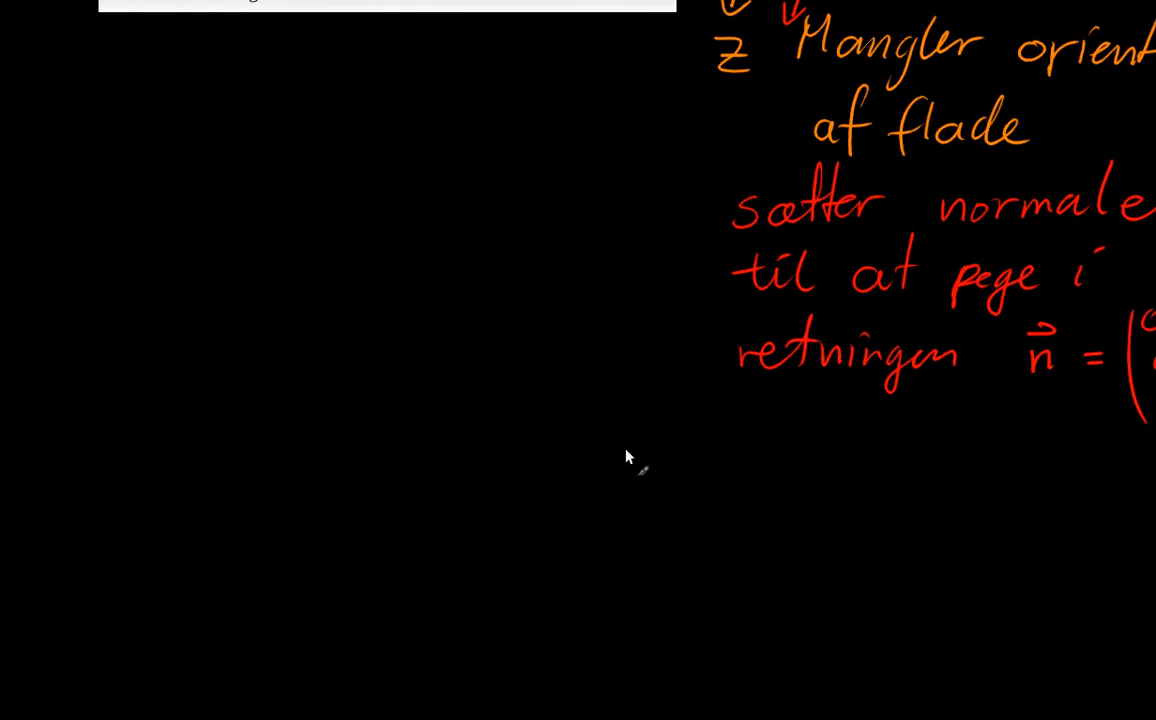 z Mangler orient
af flade
sætter normale
til at pege i
retningen n⃗ = (